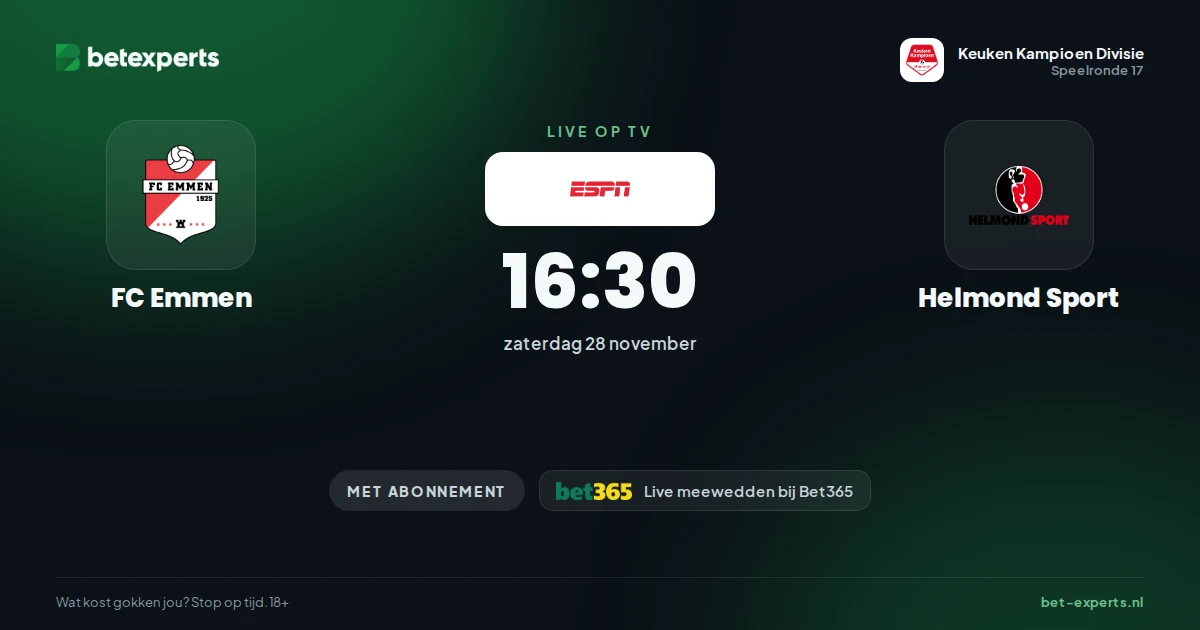 betexperts
Keuken Kampioen
Keuken Kampioen Divisie
Speelronde 17
LIVE OP TV
ESPN
FC EMMEN
1925
HELMOND SPORT
16:30
FC Emmen
Helmond Sport
zaterdag 28 november
MET ABONNEMENT
bet365 Live meewedden bij Bet365
Wat kost gokken jou? Stop op tijd. 18+
bet-experts.nl